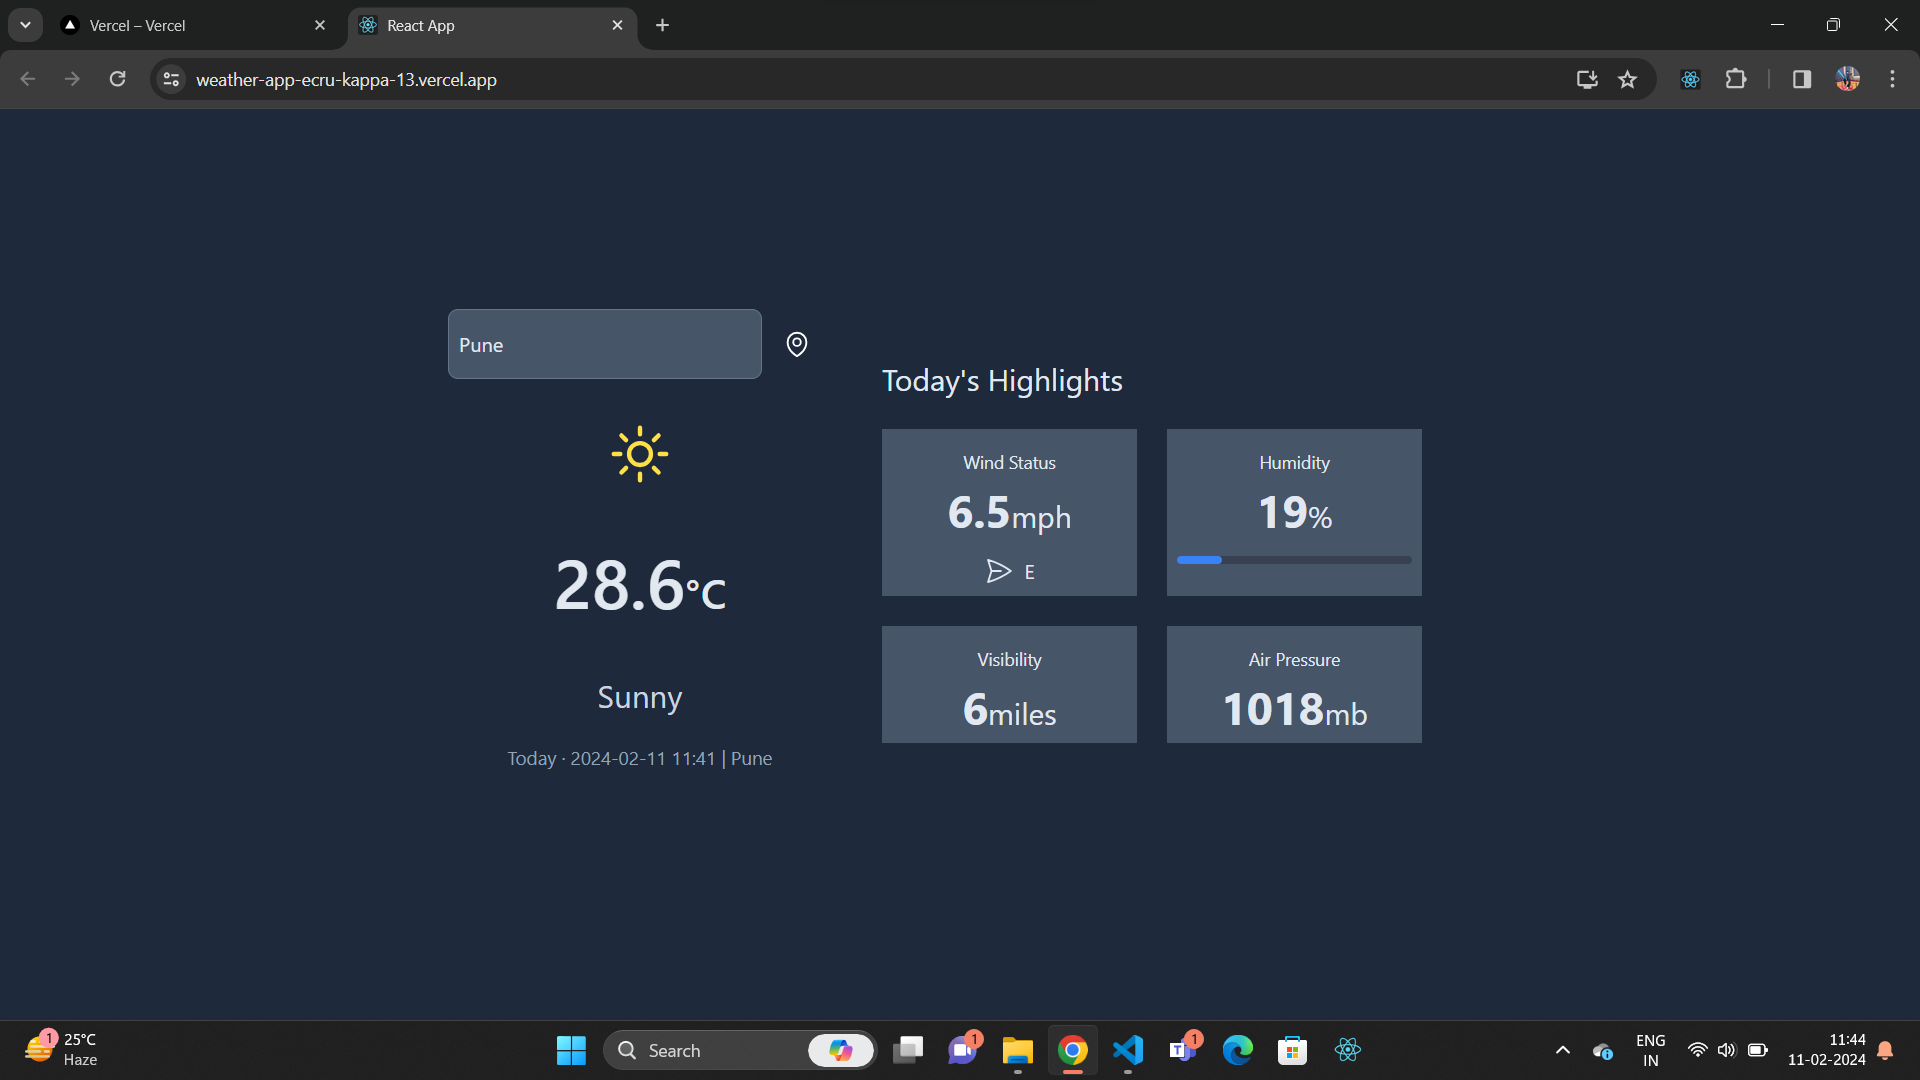 Vercel – Vercel
React App
weather-app-ecru-kappa-13.vercel.app
Pune
28.6°C
Sunny
Today · 2024-02-11 11:41 | Pune
Today's Highlights
Wind Status
6.5mph
E
Humidity
19%
Visibility
6miles
Air Pressure
1018mb
1
25°C
Haze
Search
1
T
1
ENG
IN
11:44
11-02-2024